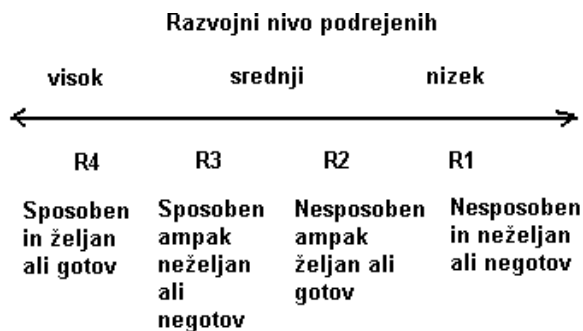 Razvojni nivo podrejenih
visok srednji nizek
R4 R3 R2 R1
Sposoben
in željan
ali gotov
Sposoben
ampak
neželjan
ali
negotov
Nesposoben
ampak
željan ali
gotov
Nesposoben
in neželjan
ali negotov